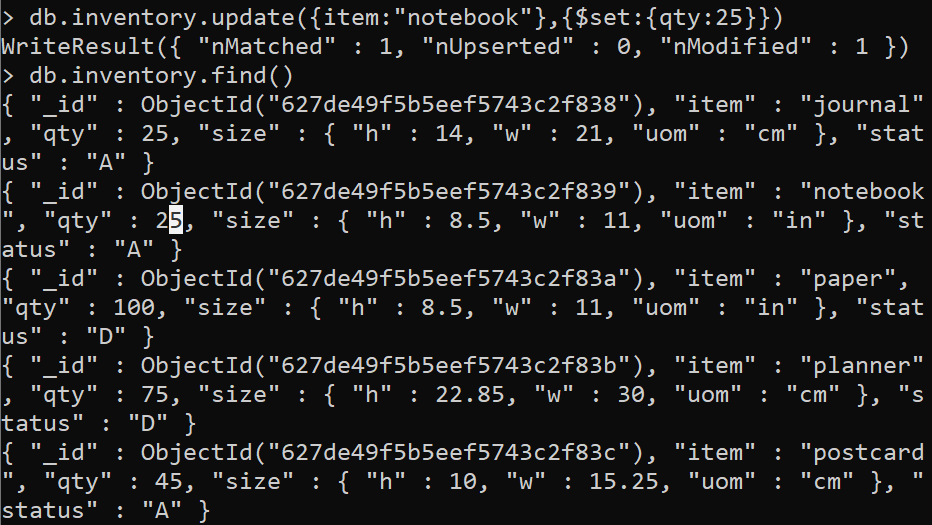 > db.inventory.update({item:"notebook"},{$set:{qty:25}})
WriteResult({ "nMatched" : 1, "nUpserted" : 0, "nModified" : 1 })
> db.inventory.find()
{ "_id" : ObjectId("627de49f5b5eef5743c2f838"), "item" : "journal"
, "qty" : 25, "size" : { "h" : 14, "w" : 21, "uom" : "cm" }, "stat
us" : "A" }
{ "_id" : ObjectId("627de49f5b5eef5743c2f839"), "item" : "notebook
", "qty" : 25, "size" : { "h" : 8.5, "w" : 11, "uom" : "in" }, "st
atus" : "A" }
{ "_id" : ObjectId("627de49f5b5eef5743c2f83a"), "item" : "paper",
"qty" : 100, "size" : { "h" : 8.5, "w" : 11, "uom" : "in" }, "stat
us" : "D" }
{ "_id" : ObjectId("627de49f5b5eef5743c2f83b"), "item" : "planner"
, "qty" : 75, "size" : { "h" : 22.85, "w" : 30, "uom" : "cm" }, "s
tatus" : "D" }
{ "_id" : ObjectId("627de49f5b5eef5743c2f83c"), "item" : "postcard
", "qty" : 45, "size" : { "h" : 10, "w" : 15.25, "uom" : "cm" }, "
status" : "A" }